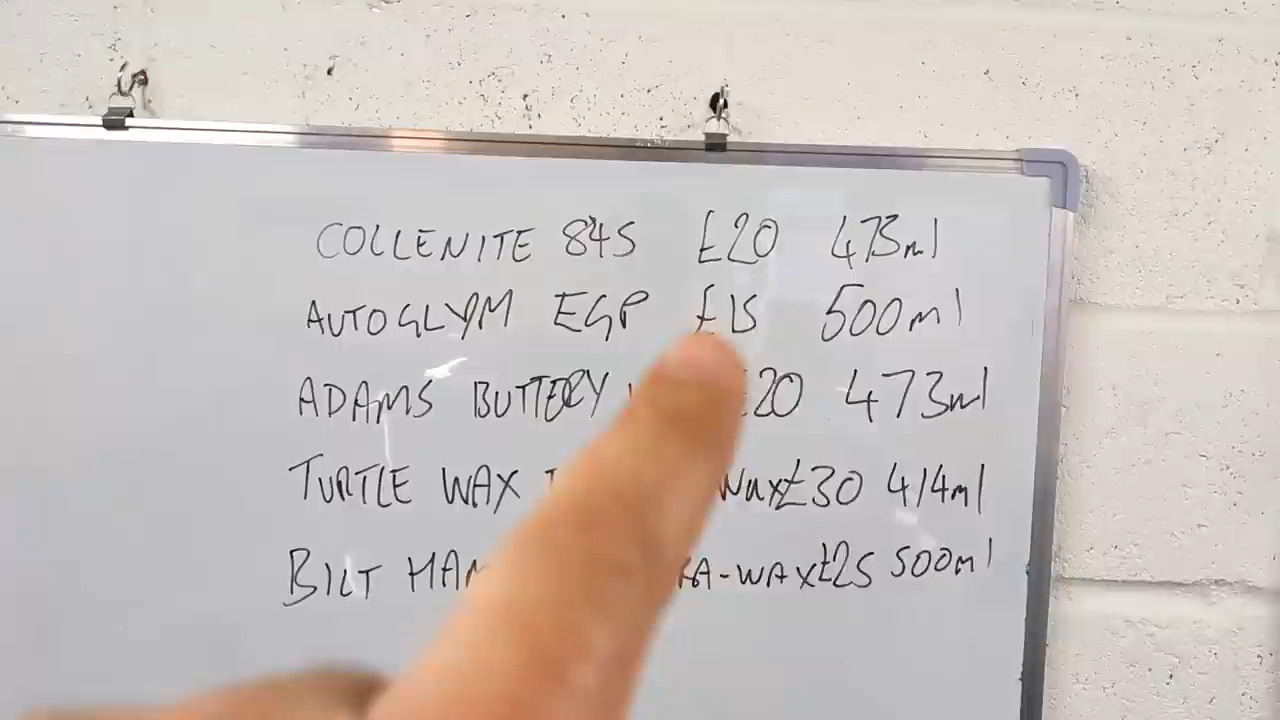 COLLENITE 845 £20 473ml
AUTOGLYM EGP £15 500ml
ADAMS BUTTERY £20 473ml
TURTLE WAX WAX £30 414ml
BILT -WAX £25 500ml